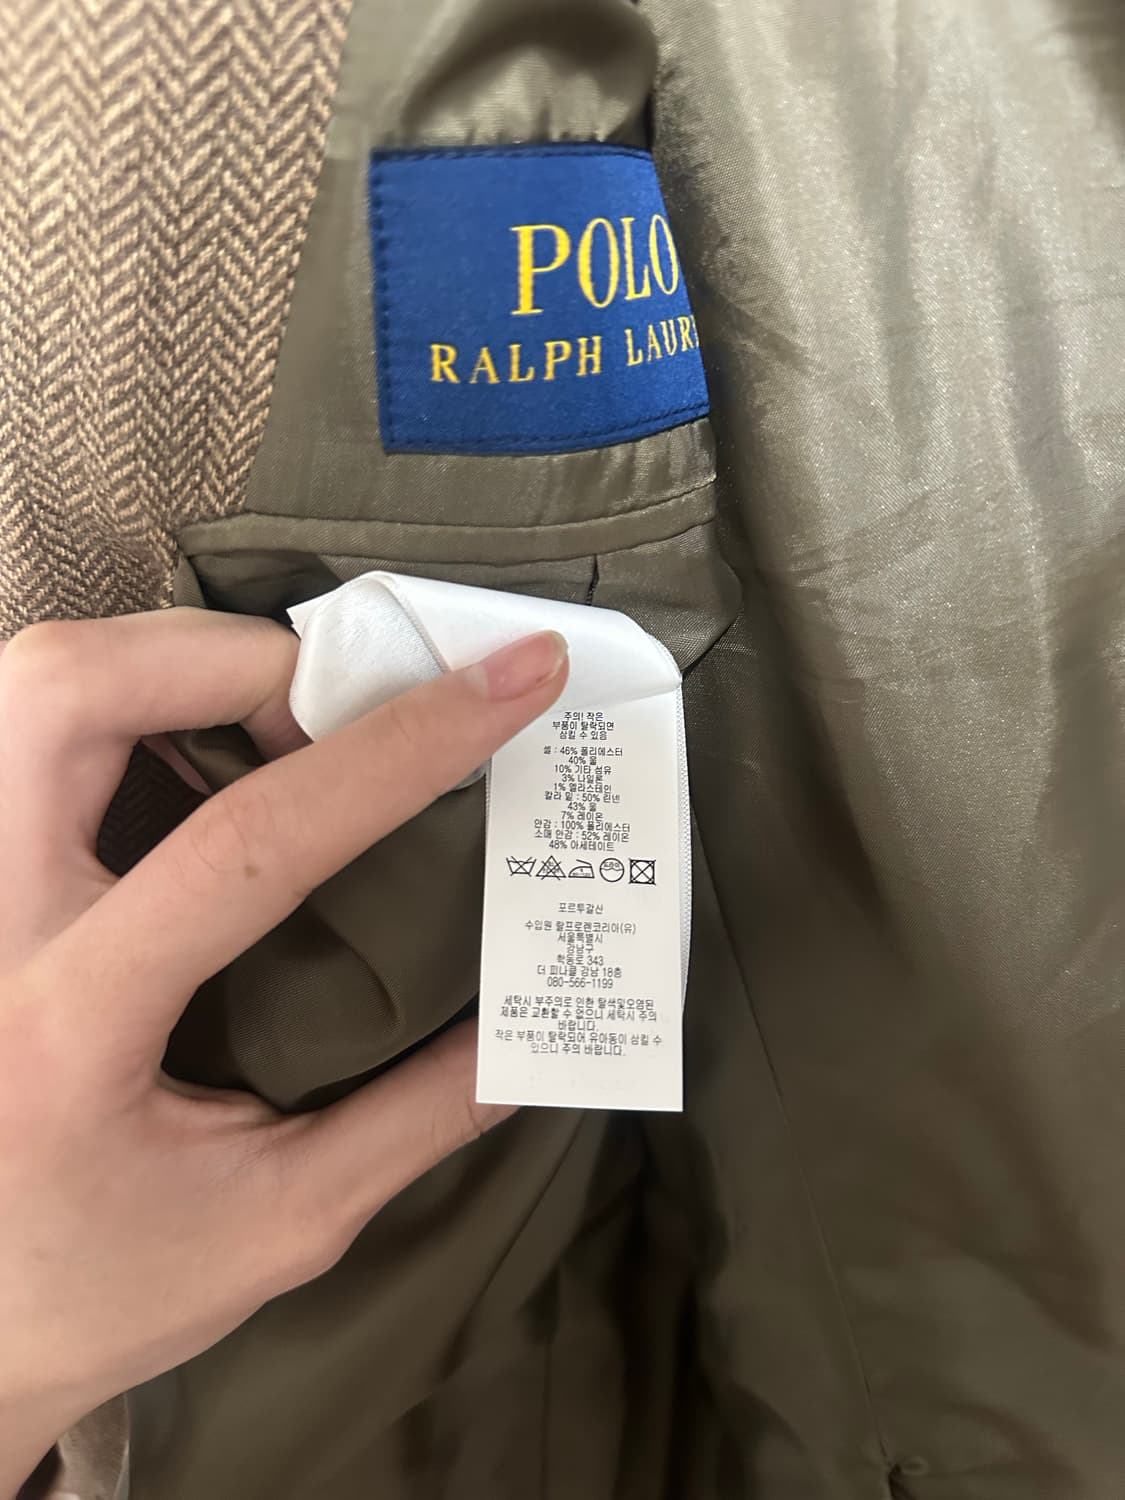 POLO
RALPH LAUR
주의! 작은
부품이 탈락되면
삼킬 수 있음
셸 : 46% 폴리에스터
40% 울
10% 기타 섬유
3% 나일론
1% 엘라스테인
칼라 밑 : 50% 린넨
43% 울
7% 레이온
안감 : 100% 폴리에스터
소매 안감 : 52% 레이온
48% 아세테이트
포르투갈산
수입원 랄프로렌코리아(유)
서울특별시
강남구
학동로 343
더 피나클 강남 18층
080-566-1199
세탁시 부주의로 인한 탈색및오염된
제품은 교환할 수 없으니 세탁시 주의
바랍니다.
작은 부품이 탈락되어 유아동이 삼킬 수
있으니 주의 바랍니다.